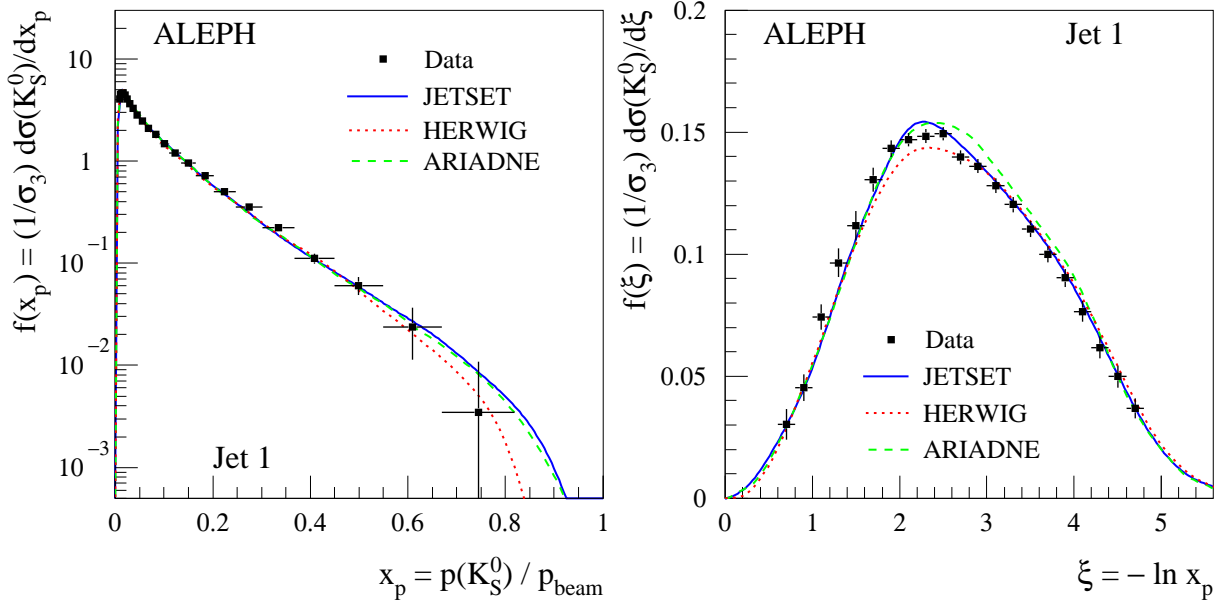 f(x_p) = (1/σ_3) dσ(K_S^0)/dx_p
ALEPH
Data
JETSET
HERWIG
ARIADNE
Jet 1
10
1
10^−1
10^−2
10^−3
0 0.2 0.4 0.6 0.8 1
x_p = p(K_S^0) / p_beam
f(ξ) = (1/σ_3) dσ(K_S^0)/dξ
ALEPH Jet 1
Data
JETSET
HERWIG
ARIADNE
0.2
0.15
0.1
0.05
0
0 1 2 3 4 5
ξ = − ln x_p